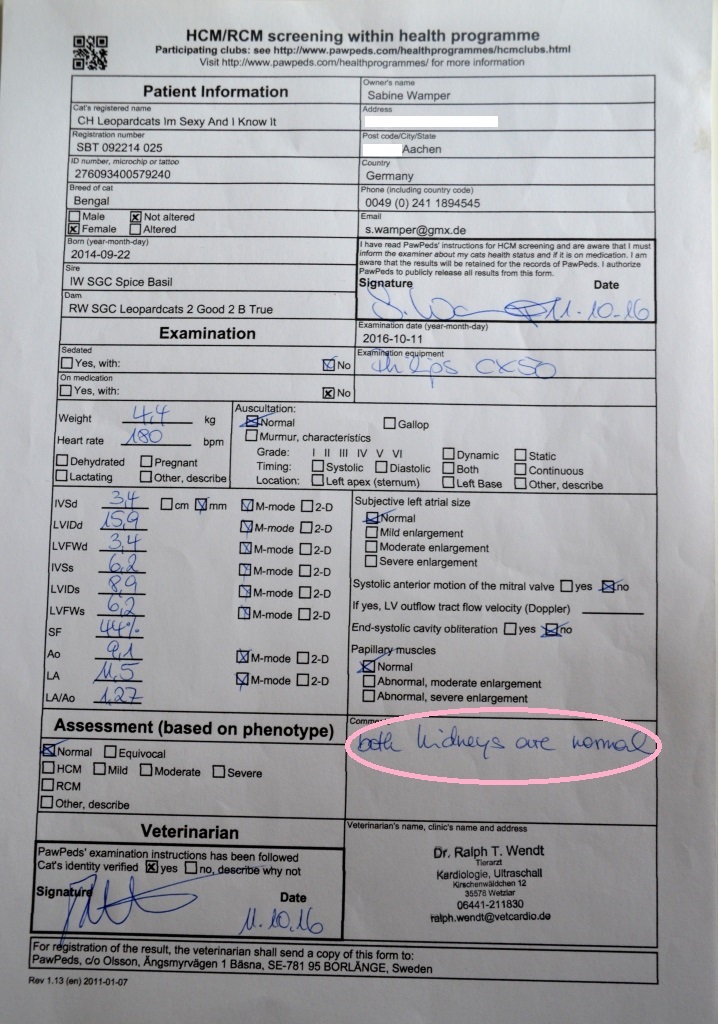 HCM/RCM screening within health programme
Participating clubs: see http://www.pawpeds.com/healthprogrammes/hcmclubs.html
Visit http://www.pawpeds.com/healthprogrammes/ for more information
Patient Information
Cat's registered name
CH Leopardcats Im Sexy And I Know It
Registration number
SBT 092214 025
ID number, microchip or tattoo
276093400579240
Breed of cat
Bengal
Male Not altered
Female Altered
Born (year-month-day)
2014-09-22
Sire
IW SGC Spice Basil
Dam
RW SGC Leopardcats 2 Good 2 B True
Owner's name
Sabine Wamper
Address
Post code/City/State
Aachen
Country
Germany
Phone (including country code)
0049 (0) 241 1894545
Email
s.wamper@gmx.de
I have read PawPeds' instructions for HCM screening and are aware that I must
inform the examiner about my cats health status and if it is on medication. I am
aware that the results will be retained for the records of PawPeds. I authorize
PawPeds to publicly release all results from this form.
Signature Date
11.10.16
Examination
Sedated
Yes, with: No
On medication
Yes, with: No
Examination date (year-month-day)
2016-10-11
Examination equipment
Philips CX50
Weight 4,4 kg
Heart rate 180 bpm
Dehydrated Pregnant
Lactating Other, describe
Auscultation:
Normal Gallop
Murmur, characteristics
Grade: I II III IV V VI Dynamic Static
Timing: Systolic Diastolic Both Continuous
Location: Left apex (sternum) Left Base Other, describe
IVSd 3,4 cm mm M-mode 2-D
LVIDd 15,9 M-mode 2-D
LVFWd 3,4 M-mode 2-D
IVSs 6,2 M-mode 2-D
LVIDs 8,9 M-mode 2-D
LVFWs 6,2 M-mode 2-D
SF 44%
Ao 9,1 M-mode 2-D
LA 11,5 M-mode 2-D
LA/Ao 1,27
Subjective left atrial size
Normal
Mild enlargement
Moderate enlargement
Severe enlargement
Systolic anterior motion of the mitral valve yes no
If yes, LV outflow tract flow velocity (Doppler)
End-systolic cavity obliteration yes no
Papillary muscles
Normal
Abnormal, moderate enlargement
Abnormal, severe enlargement
Assessment (based on phenotype)
Normal Equivocal
HCM Mild Moderate Severe
RCM
Other, describe
both kidneys are normal
Veterinarian
PawPeds' examination instructions has been followed
Cat's identity verified yes no, describe why not
Signature Date
11.10.16
Veterinarian's name, clinic's name and address
Dr. Ralph T. Wendt
Tierarzt
Kardiologie, Ultraschall
Kirschenwäldchen 12
35578 Wetzlar
06441-211830
ralph.wendt@vetcardio.de
For registration of the result, the veterinarian shall send a copy of this form to:
PawPeds, c/o Olsson, Ängsmyrvägen 1 Bäsna, SE-781 95 BORLÄNGE, Sweden
Rev 1.13 (en) 2011-01-07